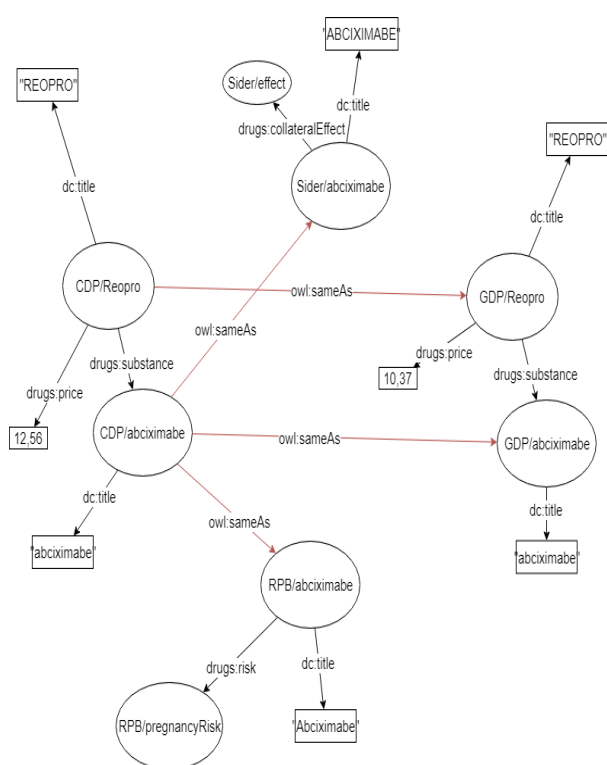 "ABCIXIMABE"
"REOPRO"
Sider/effect
dc:title
drugs:collateralEffect
"REOPRO"
dc:title
Sider/abciximabe
dc:title
CDP/Reopro
owl:sameAs
GDP/Reopro
owl:sameAs
drugs:price
drugs:substance
10,37
drugs:substance
drugs:price
12,56
CDP/abciximabe
owl:sameAs
GDP/abciximabe
dc:title
dc:title
owl:sameAs
"abciximabe"
"abciximabe"
RPB/abciximabe
drugs:risk
dc:title
RPB/pregnancyRisk
"Abciximabe"